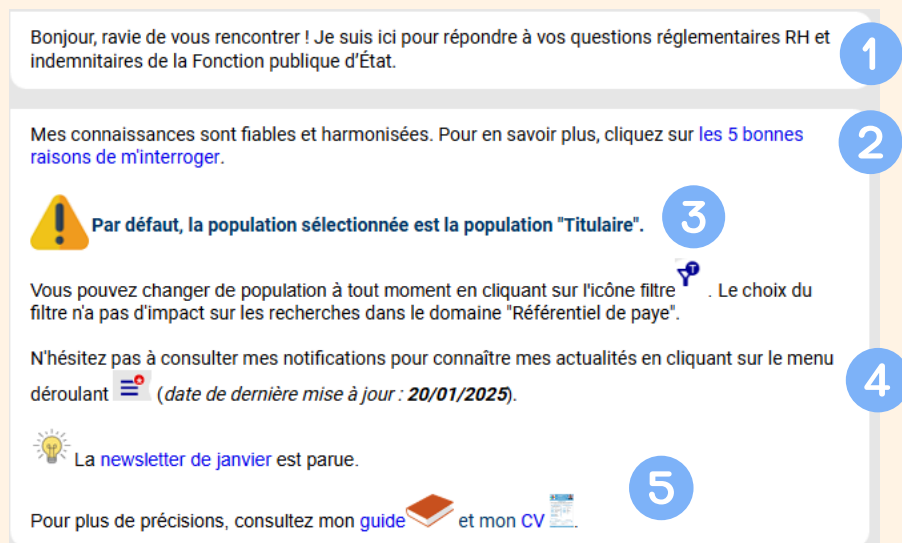 Bonjour, ravie de vous rencontrer ! Je suis ici pour répondre à vos questions réglementaires RH et
indemnitaires de la Fonction publique d'État.
1
Mes connaissances sont fiables et harmonisées. Pour en savoir plus, cliquez sur les 5 bonnes
raisons de m'interroger.
2
Par défaut, la population sélectionnée est la population "Titulaire".
3
Vous pouvez changer de population à tout moment en cliquant sur l'icône filtre T . Le choix du
filtre n'a pas d'impact sur les recherches dans le domaine "Référentiel de paye".
N'hésitez pas à consulter mes notifications pour connaître mes actualités en cliquant sur le menu
déroulant (date de dernière mise à jour : 20/01/2025).
4
La newsletter de janvier est parue.
5
Pour plus de précisions, consultez mon guide et mon CV .